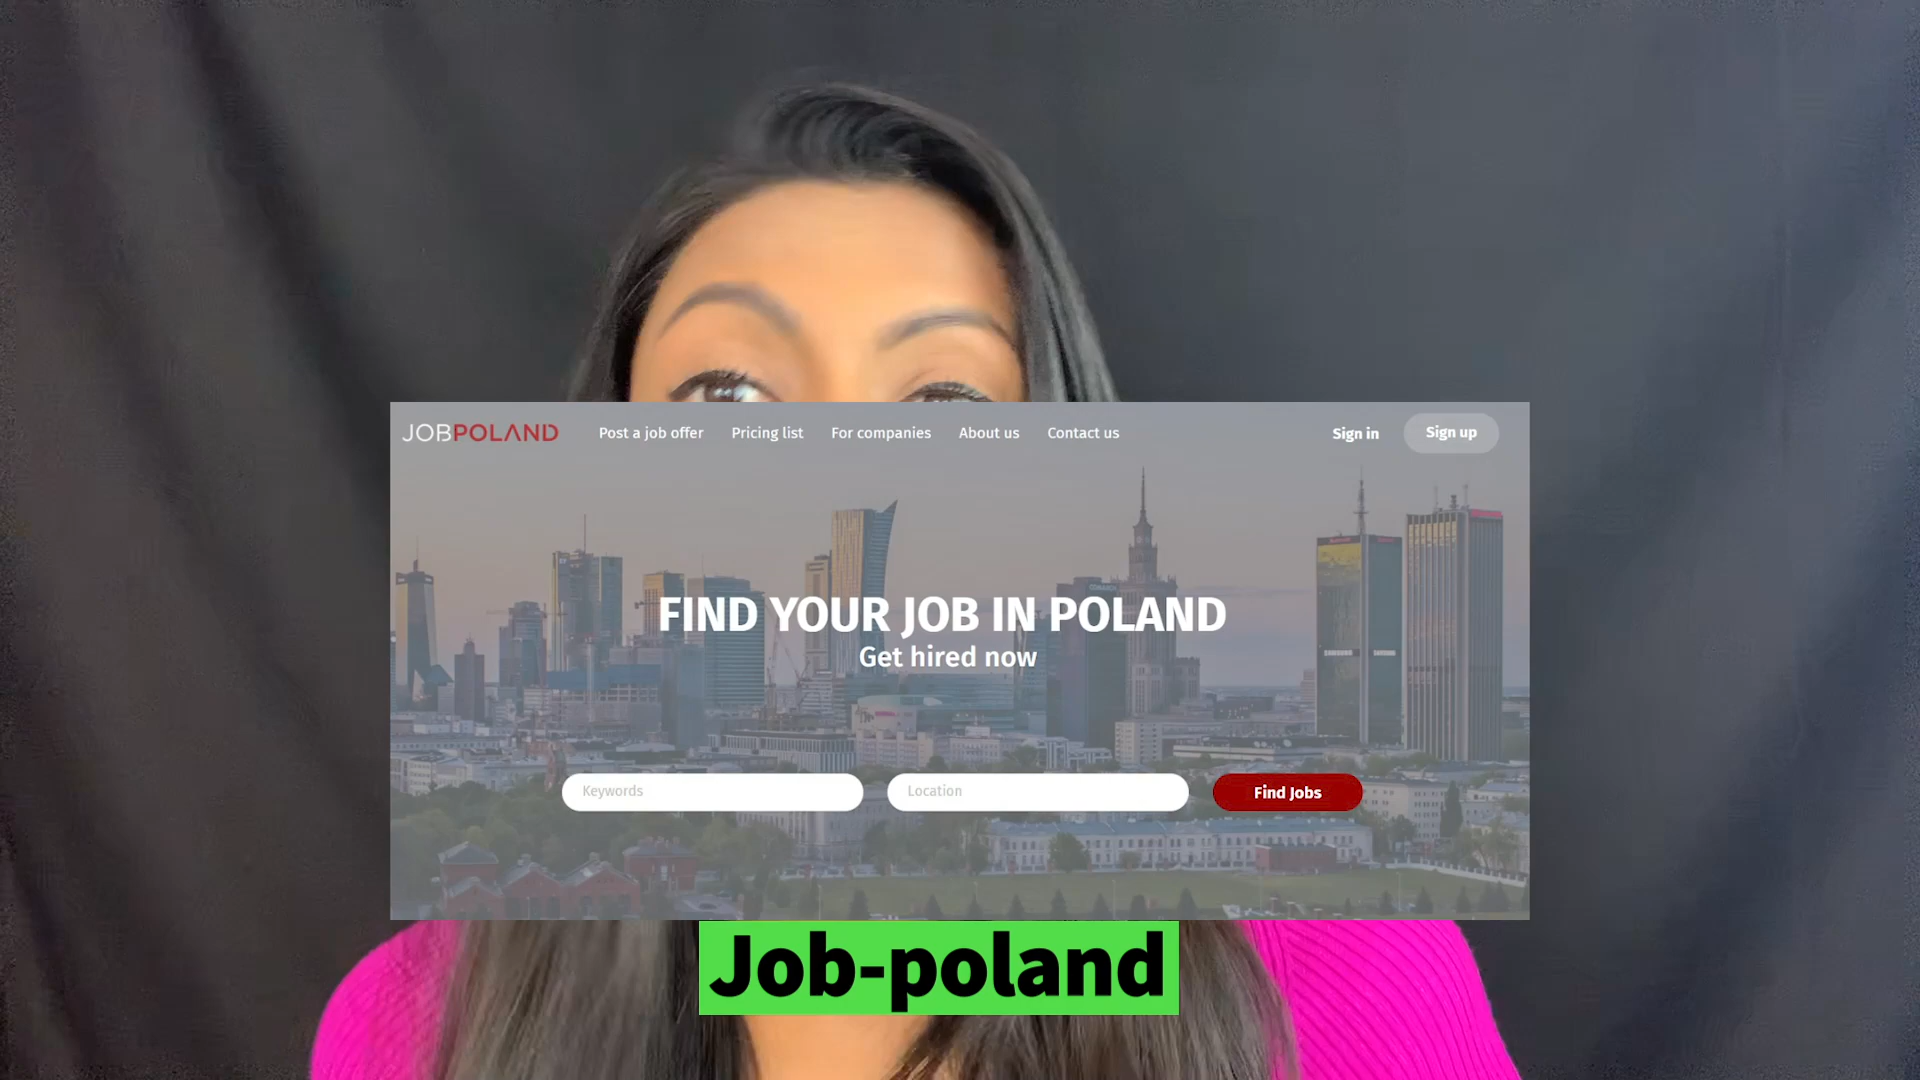 JOBPOLAND
Post a job offer
Pricing list
For companies
About us
Contact us
Sign in
Sign up
FIND YOUR JOB IN POLAND
Get hired now
Keywords
Location
Find Jobs
Job-poland